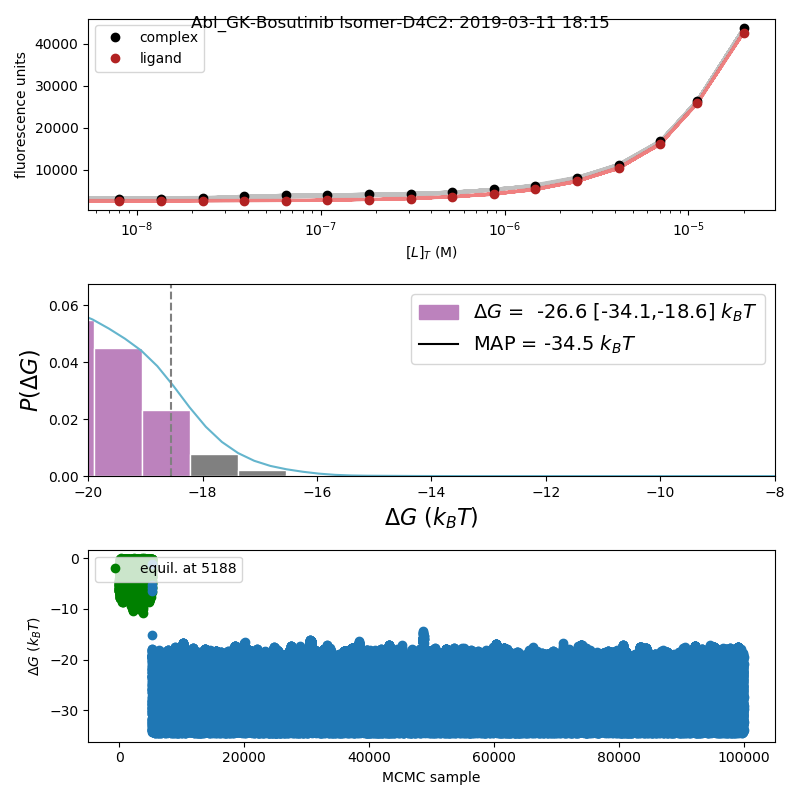 Abl_GK-Bosutinib Isomer-D4C2: 2019-03-11 18:15
complex
ligand
fluorescence units
40000
30000
20000
10000
10⁻⁸
10⁻⁷
10⁻⁶
10⁻⁵
[L]_T (M)
ΔG = -26.6 [-34.1,-18.6] k_BT
MAP = -34.5 k_BT
P(ΔG)
0.06
0.04
0.02
0.00
−20
−18
−16
−14
−12
−10
−8
ΔG (k_BT)
equil. at 5188
ΔG (k_BT)
0
−10
−20
−30
0
20000
40000
60000
80000
100000
MCMC sample